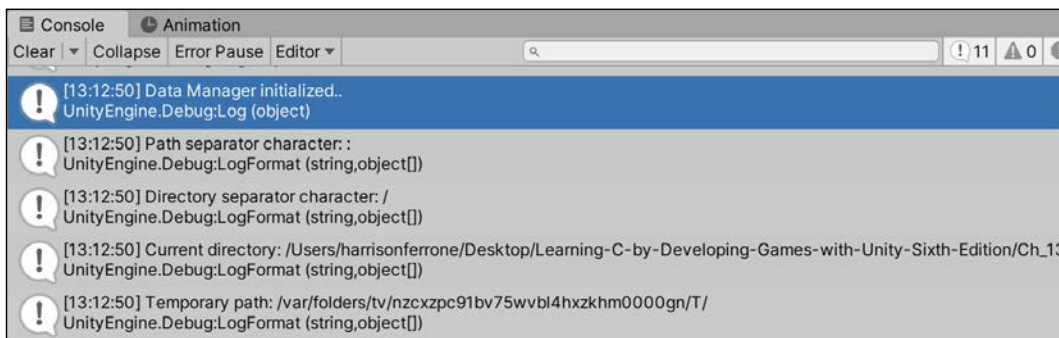 Console Animation
Clear Collapse Error Pause Editor 11 0
[13:12:50] Data Manager initialized..
UnityEngine.Debug:Log (object)
[13:12:50] Path separator character: :
UnityEngine.Debug:LogFormat (string,object[])
[13:12:50] Directory separator character: /
UnityEngine.Debug:LogFormat (string,object[])
[13:12:50] Current directory: /Users/harrisonferrone/Desktop/Learning-C-by-Developing-Games-with-Unity-Sixth-Edition/Ch_13
UnityEngine.Debug:LogFormat (string,object[])
[13:12:50] Temporary path: /var/folders/tv/nzcxzpc91bv75wvbl4hxzkhm0000gn/T/
UnityEngine.Debug:LogFormat (string,object[])